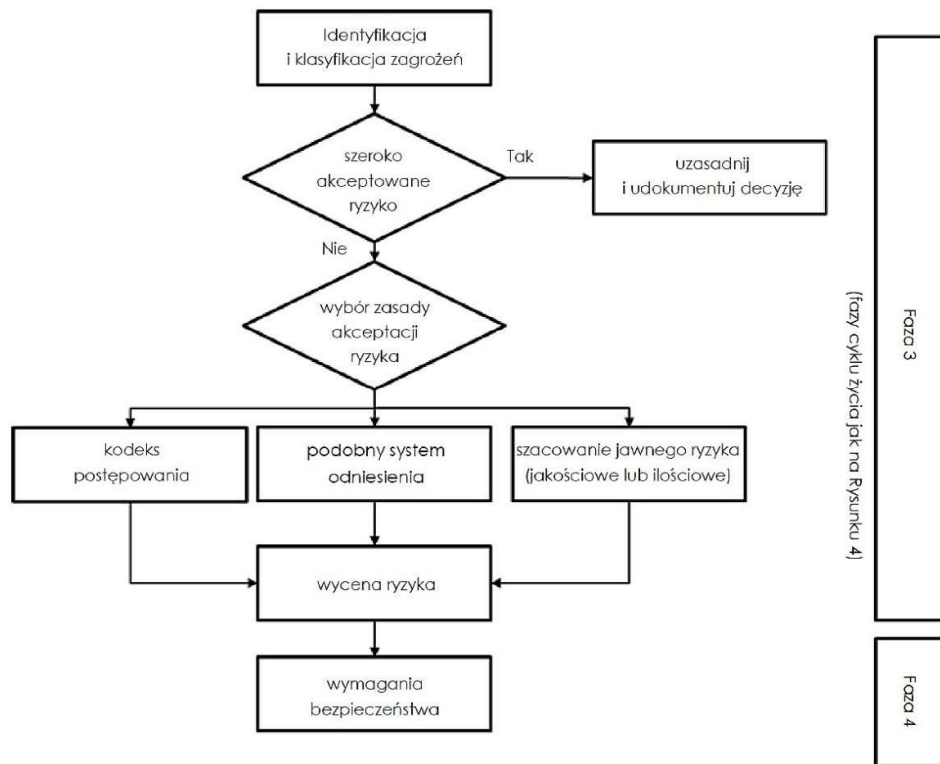 Identyfikacja
i klasyfikacja zagrożeń
szeroko
akceptowane
ryzyko
Tak
uzasadnij
i udokumentuj decyzję
Nie
wybór zasady
akceptacji
ryzyka
kodeks
postępowania
podobny system
odniesienia
szacowanie jawnego ryzyka
(jakościowe lub ilościowe)
wycena ryzyka
wymagania
bezpieczeństwa
(fazy cyklu życia jak na Rysunku 4)
Faza 3
Faza 4